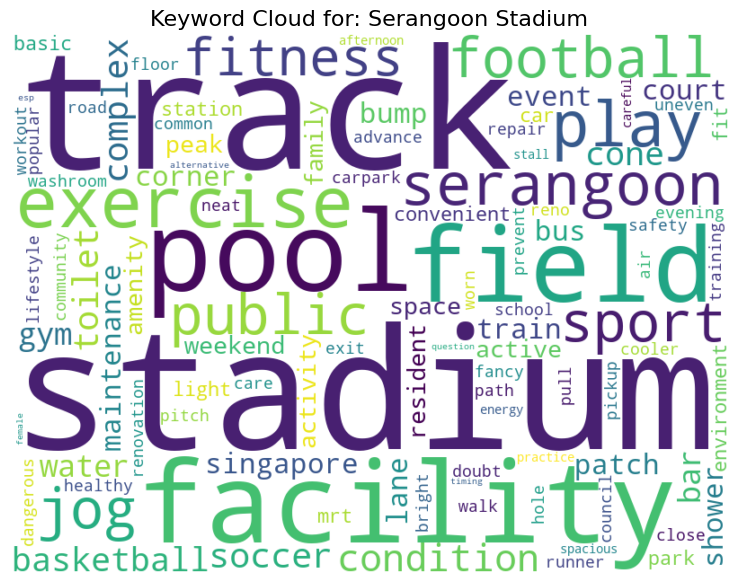 Keyword Cloud for: Serangoon Stadium
basic
floor
fitness
afternoon
football
track
esp
road
station
common
complex
workout
popular
peak
alternative
washroom
corner
family
bump
advance
carpark
event
car
repair
stall
play
cone
court
careful
uneven
fit
exercise
neat
serangoon
convenient
reno
evening
safety
pool
field
bus
prevent
air
training
lifestyle
community
toilet
amenity
public
space
worn
school
train
sport
gym
maintenance
weekend
exit
question
active
cooler
stadium
light
care
activity
resident
fancy
path
energy
pull
pickup
environment
renovation
pitch
female
water
singapore
lane
doubt
practice
patch
bar
shower
dangerous
healthy
jog
facility
mrt
bright
timing
walk
hole
council
close
basketball
soccer
condition
spacious
runner
park